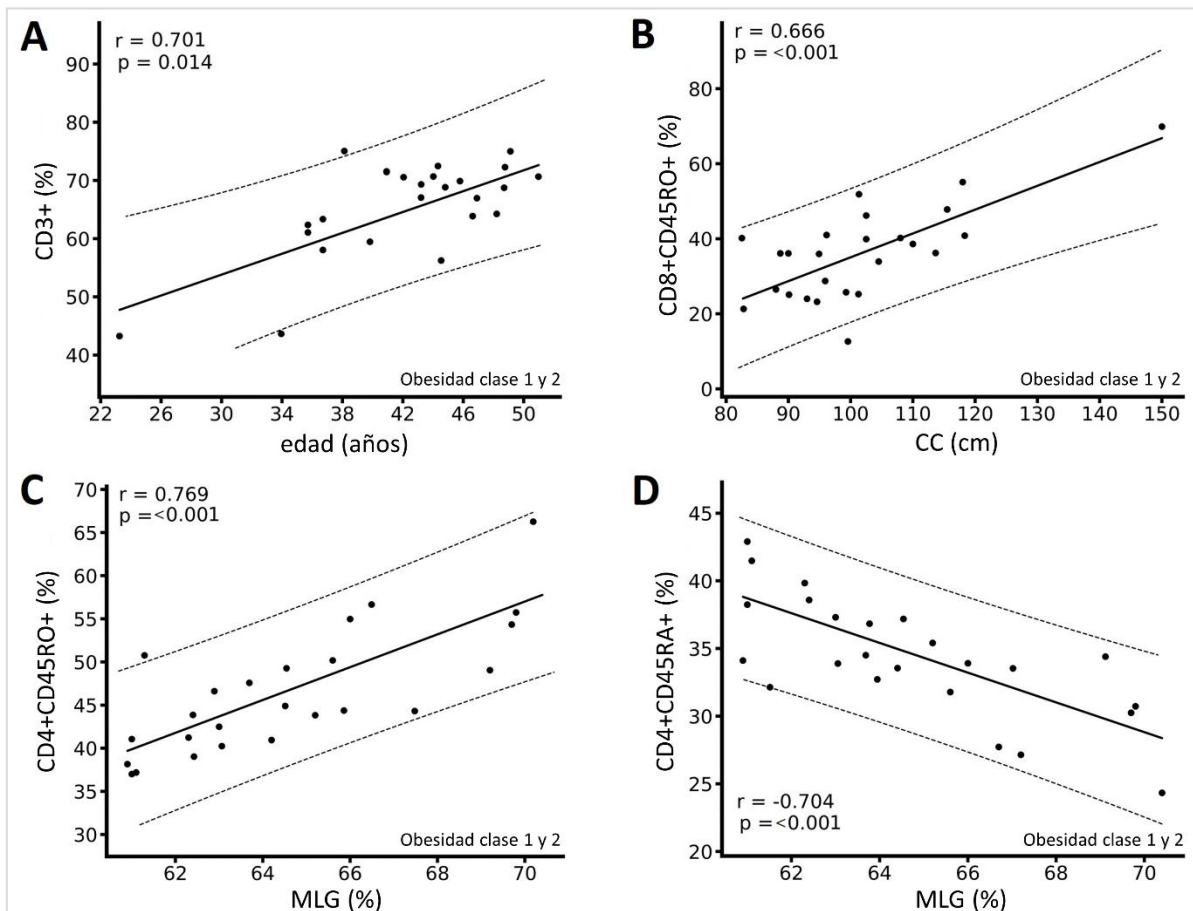 A
r = 0.701
p = 0.014
90
80
70
60
50
40
CD3+ (%)
22 26 30 34 38 42 46 50
edad (años)
Obesidad clase 1 y 2
B
r = 0.666
p = <0.001
80
60
40
20
0
CD8+CD45RO+ (%)
80 90 100 110 120 130 140 150
CC (cm)
Obesidad clase 1 y 2
C
r = 0.769
p =<0.001
70
65
60
55
50
45
40
35
30
CD4+CD45RO+ (%)
62 64 66 68 70
MLG (%)
Obesidad clase 1 y 2
D
45
40
35
30
25
20
CD4+CD45RA+ (%)
r = -0.704
p =<0.001
62 64 66 68 70
MLG (%)
Obesidad clase 1 y 2